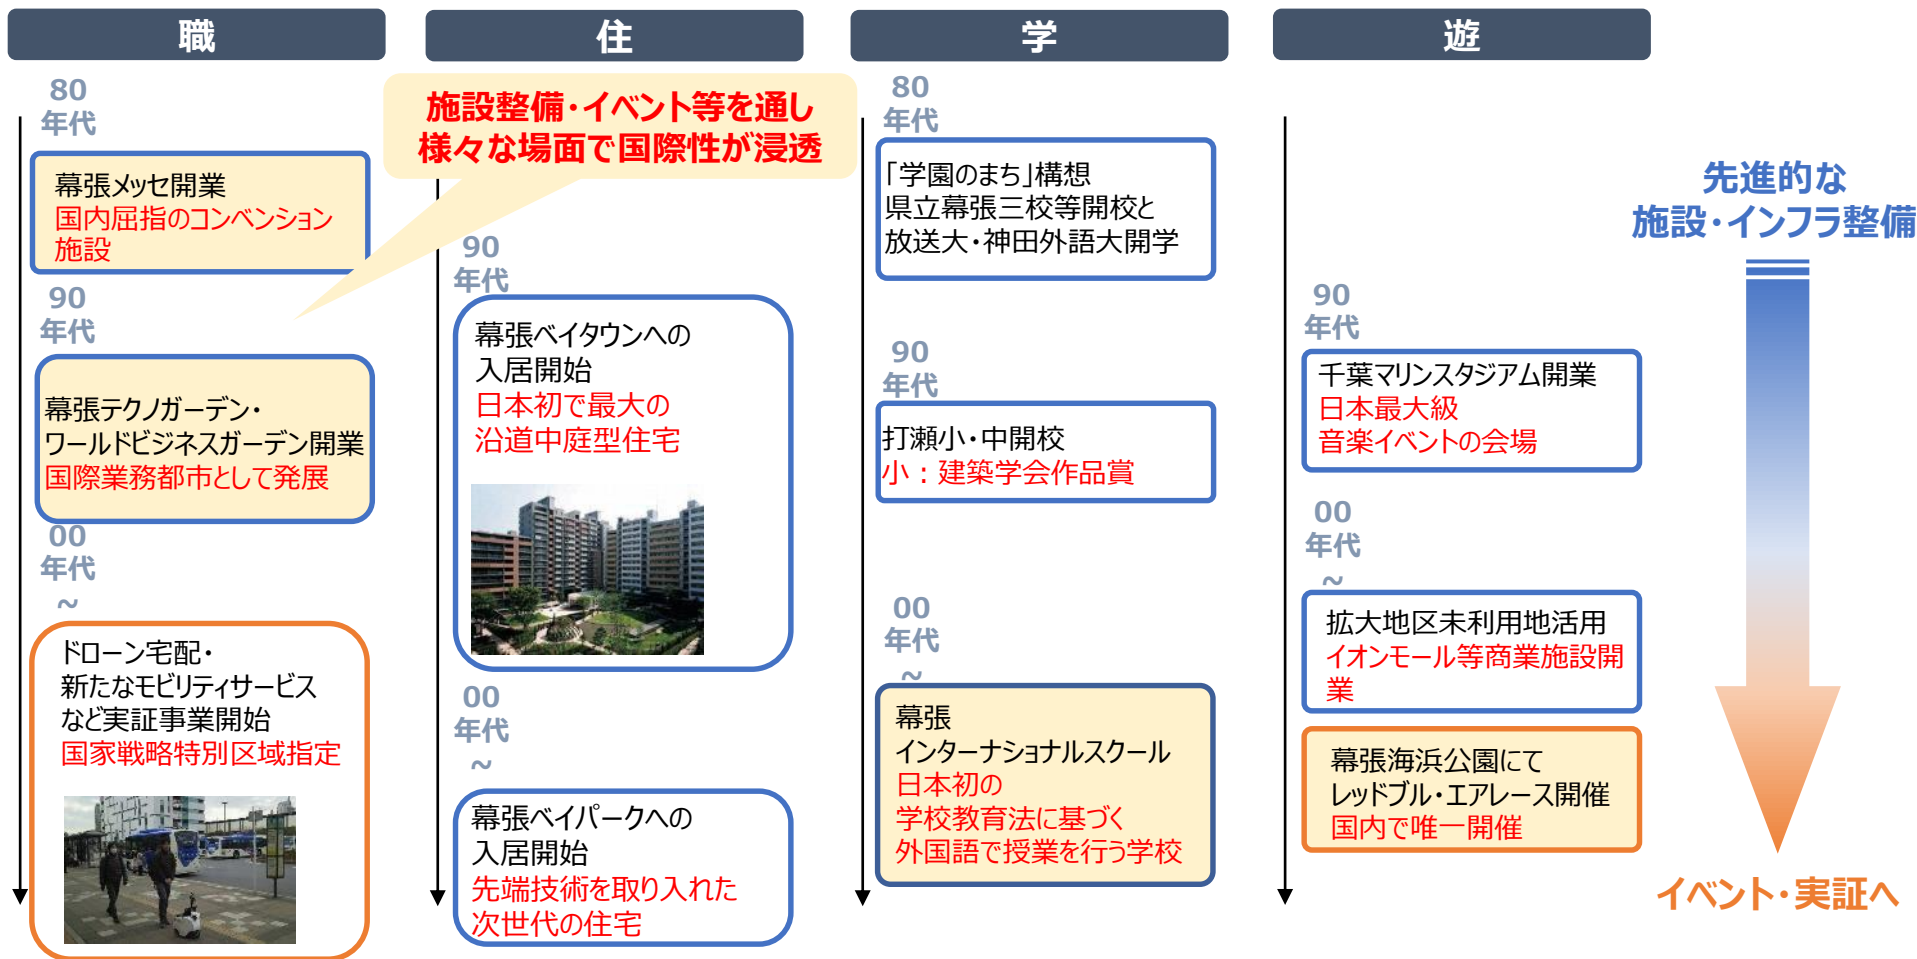 職
80
年代
幕張メッセ開業
国内屈指のコンベンション
施設
90
年代
幕張テクノガーデン・
ワールドビジネスガーデン開業
国際業務都市として発展
00
年代
~
ドローン宅配・
新たなモビリティサービス
など実証事業開始
国家戦略特別区域指定
施設整備・イベント等を通し
様々な場面で国際性が浸透
住
90
年代
幕張ベイタウンへの
入居開始
日本初で最大の
沿道中庭型住宅
00
年代
~
幕張ベイパークへの
入居開始
先端技術を取り入れた
次世代の住宅
学
80
年代
「学園のまち」構想
県立幕張三校等開校と
放送大・神田外語大開学
90
年代
打瀬小・中開校
小：建築学会作品賞
00
年代
~
幕張
インターナショナルスクール
日本初の
学校教育法に基づく
外国語で授業を行う学校
遊
90
年代
千葉マリンスタジアム開業
日本最大級
音楽イベントの会場
00
年代
~
拡大地区未利用地活用
イオンモール等商業施設開
業
幕張海浜公園にて
レッドブル・エアレース開催
国内で唯一開催
先進的な
施設・インフラ整備
イベント・実証へ